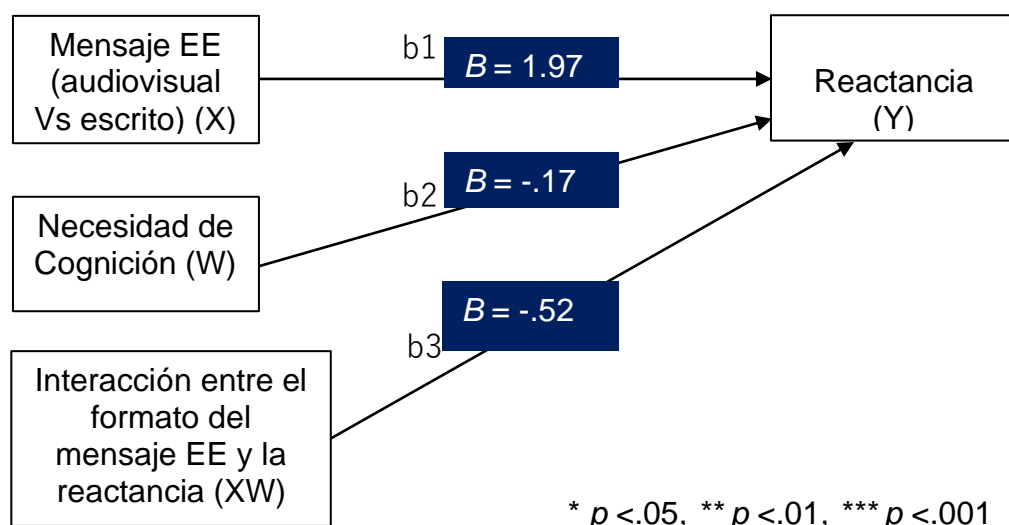 Mensaje EE
(audiovisual
Vs escrito) (X)
b1
B = 1.97
Reactancia
(Y)
b2
B = -.17
Necesidad de
Cognición (W)
b3
B = -.52
Interacción entre el
formato del
mensaje EE y la
reactancia (XW)
* p <.05, ** p <.01, *** p <.001